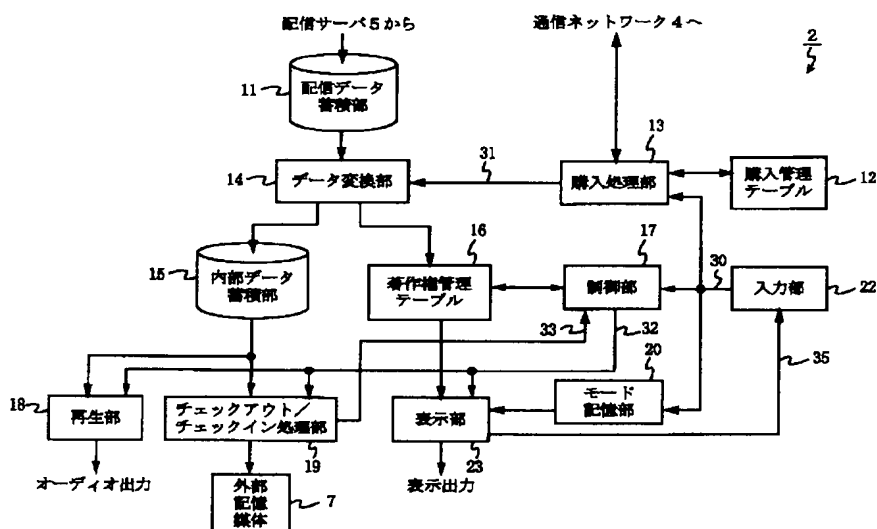 配信サーバ5から
通信ネットワーク4へ
2
配信データ
蓄積部
11
13
31
14
データ変換部
購入処理部
購入管理
テーブル
12
16
17
15
内部データ
蓄積部
著作権管理
テーブル
制御部
30
入力部
22
33
32
35
20
18
再生部
チェックアウト／
チェックイン処理部
表示部
モード
記憶部
19
23
オーディオ出力
外部
記憶
媒体
7
表示出力